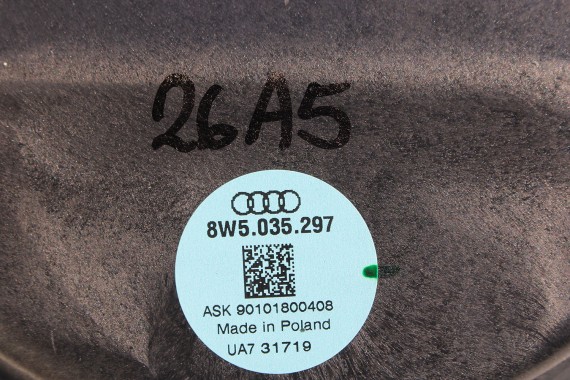 26A5
8W5.035.297
ASK 90101800408
Made in Poland
UA7 31719